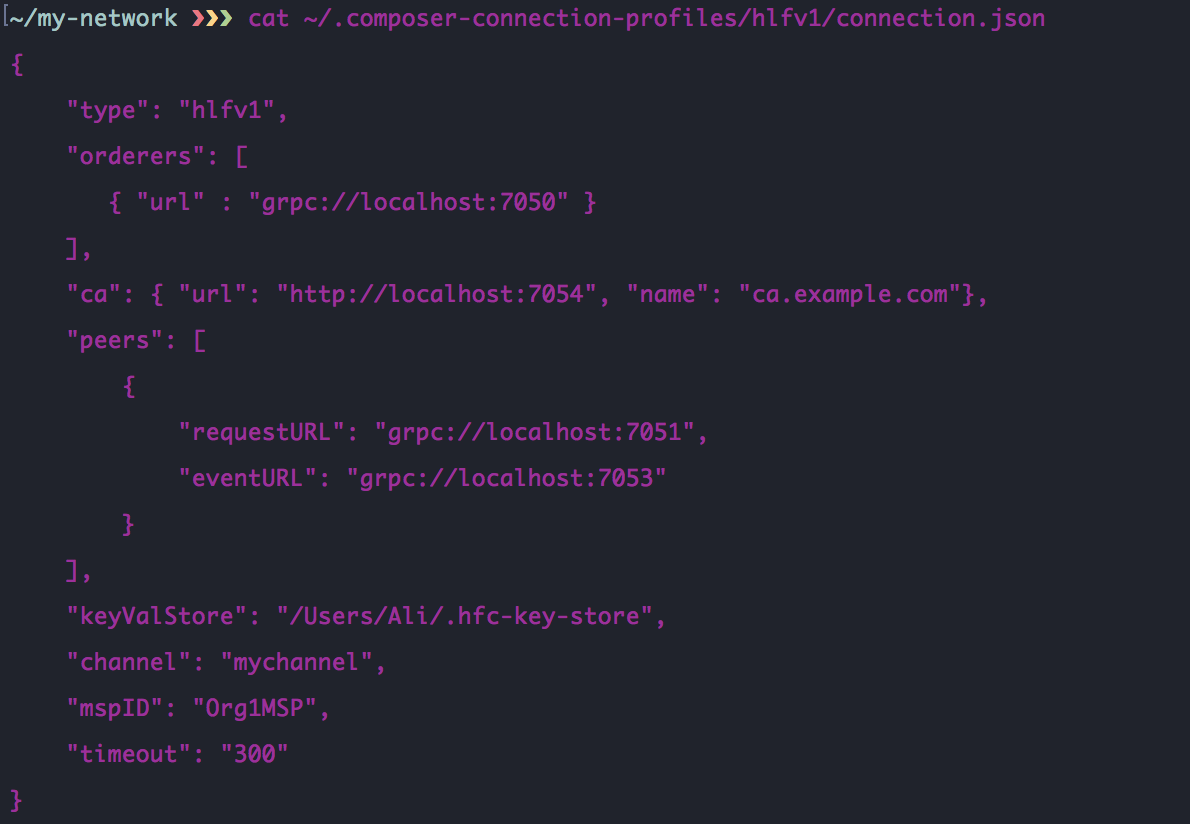 [~/my-network ❯❯❯ cat ~/.composer-connection-profiles/hlfv1/connection.json
{
    "type": "hlfv1",
    "orderers": [
       { "url" : "grpc://localhost:7050" }
    ],
    "ca": { "url": "http://localhost:7054", "name": "ca.example.com"},
    "peers": [
        {
            "requestURL": "grpc://localhost:7051",
            "eventURL": "grpc://localhost:7053"
        }
    ],
    "keyValStore": "/Users/Ali/.hfc-key-store",
    "channel": "mychannel",
    "mspID": "Org1MSP",
    "timeout": "300"
}